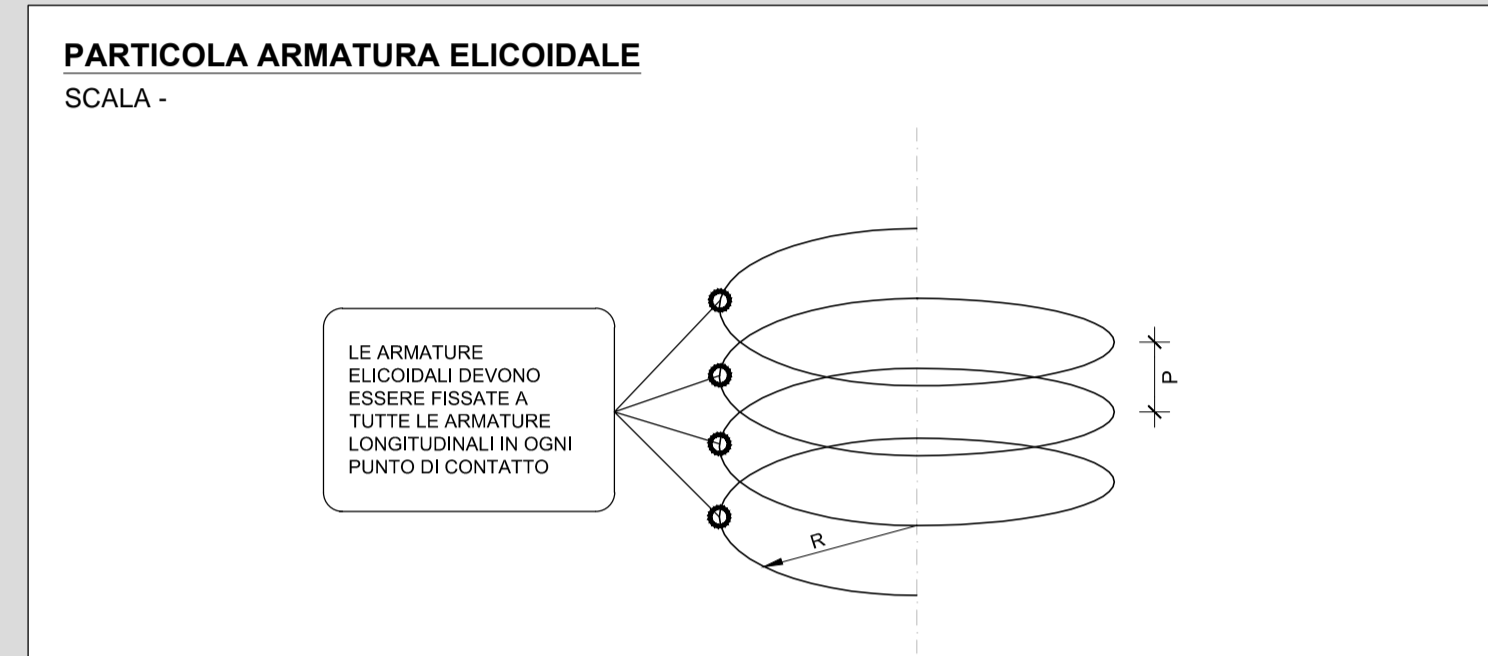 PARTICOLA ARMATURA ELICOIDALE
SCALA -
LE ARMATURE
ELICOIDALI DEVONO
ESSERE FISSATE A
TUTTE LE ARMATURE
LONGITUDINALI IN OGNI
PUNTO DI CONTATTO
P
R